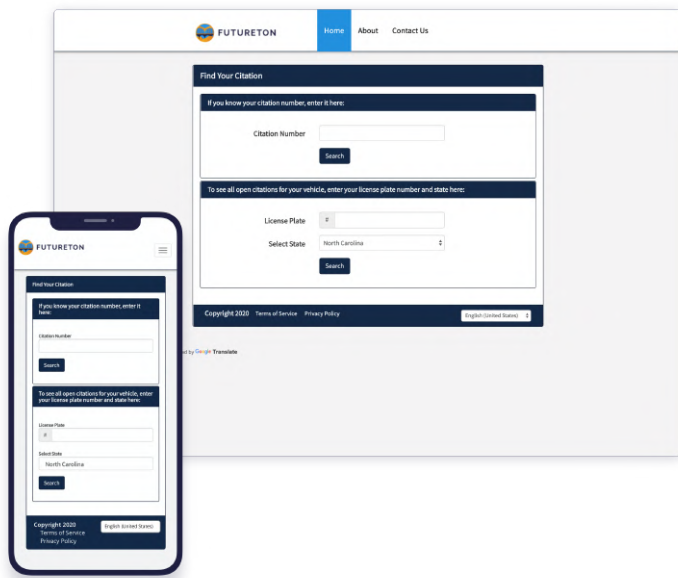 FUTURETON
Home
About
Contact Us
Find Your Citation
If you know your citation number, enter it here:
Citation Number
Search
To see all open citations for your vehicle, enter your license plate number and state here:
License Plate
#
Select State
North Carolina
Search
Copyright 2020
Terms of Service
Privacy Policy
English (United States)
ed by Google Translate
FUTURETON
Find Your Citation
If you know your citation number, enter it
here:
Citation Number
Search
To see all open citations for your vehicle, enter
your license plate number and state here:
License Plate
#
Select State
North Carolina
Search
Copyright 2020
Terms of Service
Privacy Policy
English (United States)